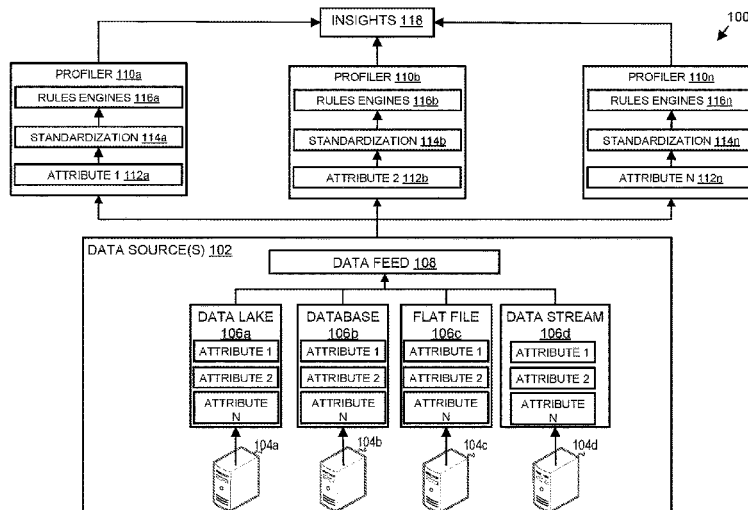 INSIGHTS 118
100
PROFILER 110a
RULES ENGINES 116a
STANDARDIZATION 114a
ATTRIBUTE 1 112a
PROFILER 110b
RULES ENGINES 116b
STANDARDIZATION 114b
ATTRIBUTE 2 112b
PROFILER 110n
RULES ENGINES 116n
STANDARDIZATION 114n
ATTRIBUTE N 112n
DATA SOURCE(S) 102
DATA FEED 108
DATA LAKE
106a
ATTRIBUTE 1
ATTRIBUTE 2
ATTRIBUTE
N
104a
DATABASE
106b
ATTRIBUTE 1
ATTRIBUTE 2
ATTRIBUTE
N
104b
FLAT FILE
106c
ATTRIBUTE 1
ATTRIBUTE 2
ATTRIBUTE
N
104c
DATA STREAM
106d
ATTRIBUTE 1
ATTRIBUTE 2
ATTRIBUTE
N
104d